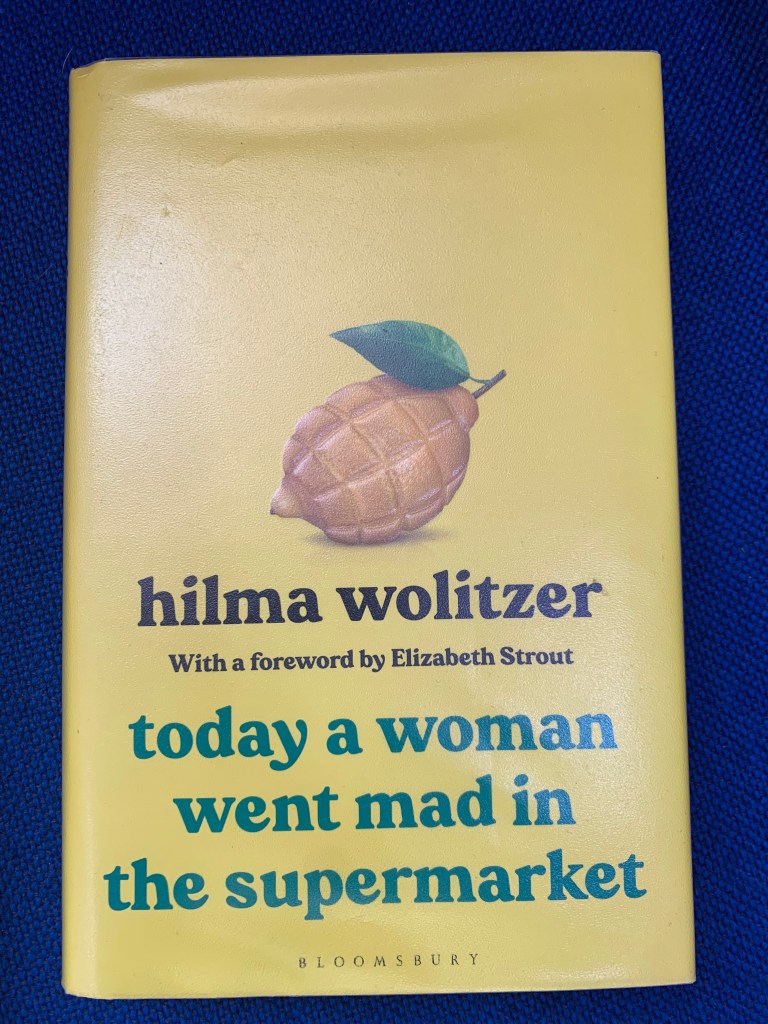 hilma wolitzer
With a foreword by Elizabeth Strout
today a woman
went mad in
the supermarket
BLOOMSBURY